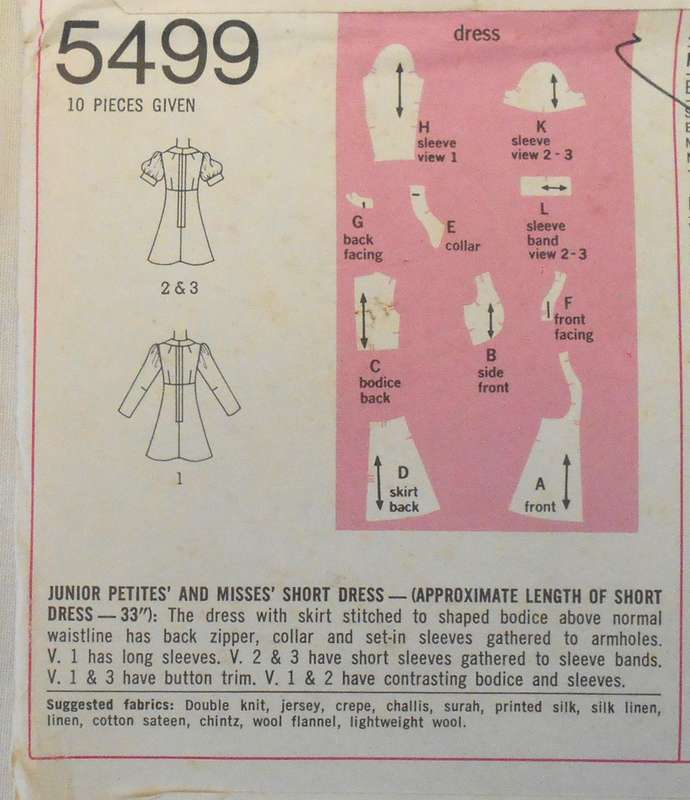 5499
10 PIECES GIVEN
2 & 3
1
dress
H
sleeve
view 1
K
sleeve
view 2 - 3
G
back
facing
E
collar
L
sleeve
band
view 2-3
C
bodice
back
B
side
front
F
front
facing
D
skirt
back
A
front
JUNIOR PETITES' AND MISSES' SHORT DRESS — (APPROXIMATE LENGTH OF SHORT
DRESS — 33"): The dress with skirt stitched to shaped bodice above normal
waistline has back zipper, collar and set-in sleeves gathered to armholes.
V. 1 has long sleeves. V. 2 & 3 have short sleeves gathered to sleeve bands.
V. 1 & 3 have button trim. V. 1 & 2 have contrasting bodice and sleeves.
Suggested fabrics: Double knit, jersey, crepe, challis, surah, printed silk, silk linen,
linen, cotton sateen, chintz, wool flannel, lightweight wool.